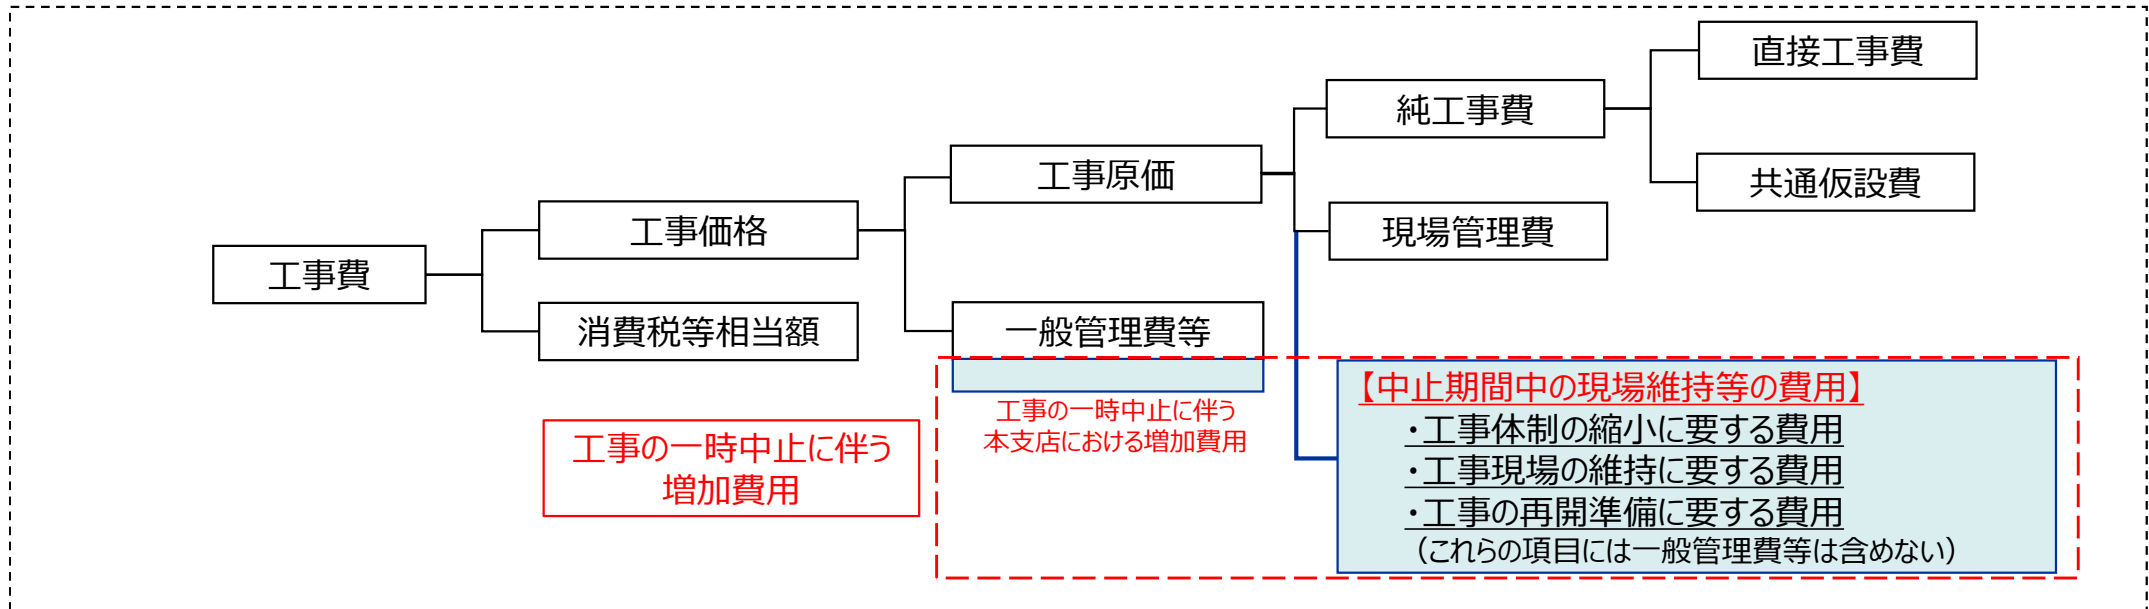 直接工事費
純工事費
共通仮設費
工事原価
現場管理費
工事価格
工事費
消費税等相当額
一般管理費等
工事の一時中止に伴う
本支店における増加費用
工事の一時中止に伴う
増加費用
【中止期間中の現場維持等の費用】
・工事体制の縮小に要する費用
・工事現場の維持に要する費用
・工事の再開準備に要する費用
（これらの項目には一般管理費等は含めない）